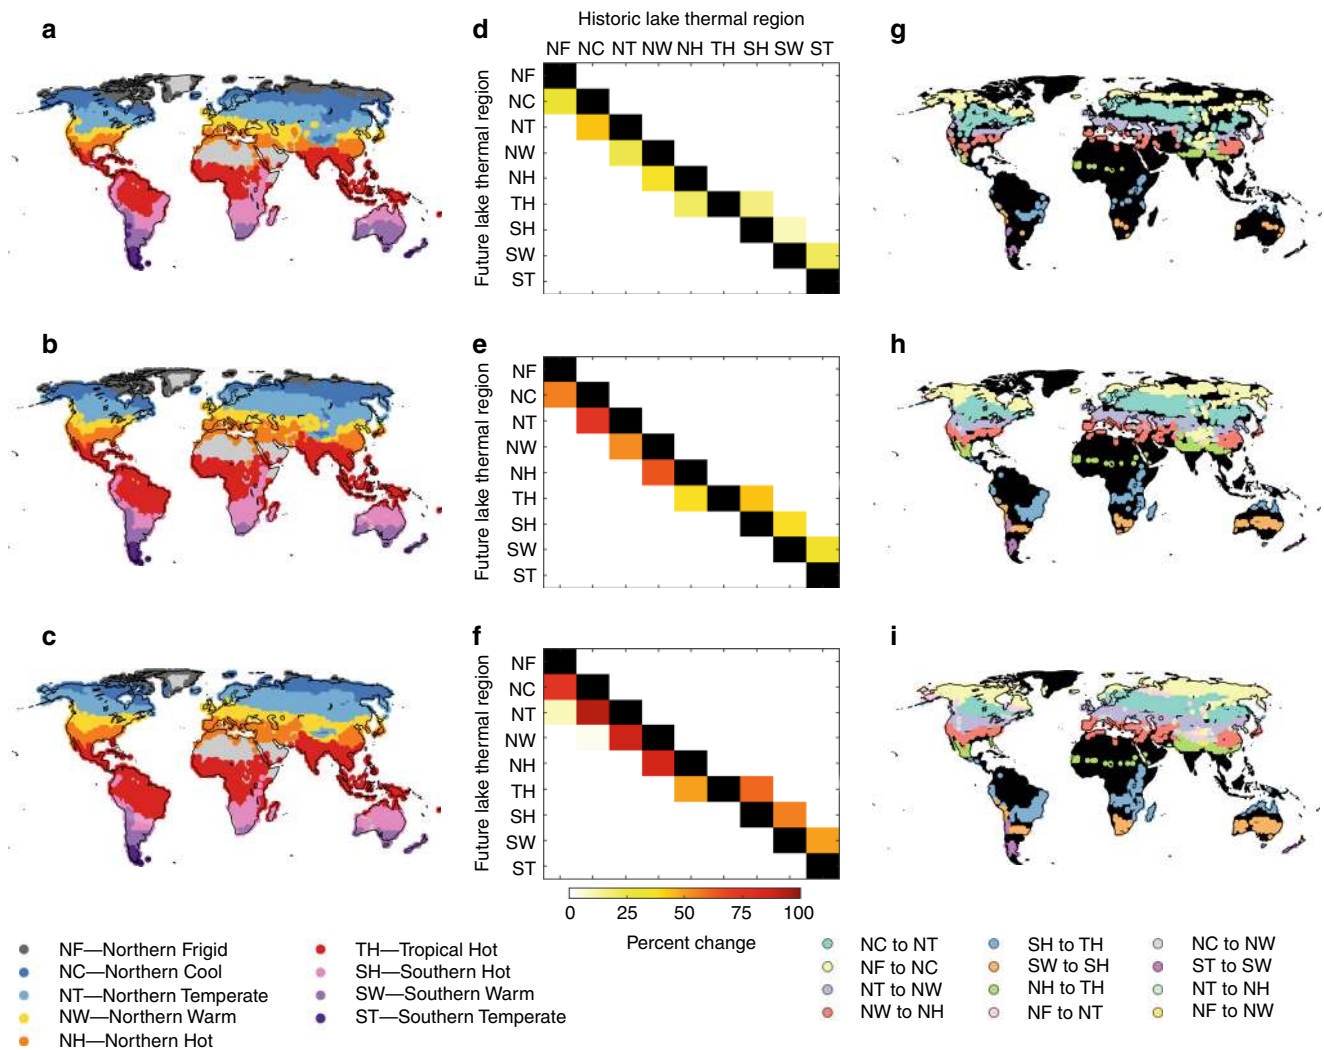 a
d
Historic lake thermal region
g
NF NC NT NW NH TH SH SW ST
Future lake thermal region
NF
NC
NT
NW
NH
TH
SH
SW
ST
b
e
h
Future lake thermal region
NF
NC
NT
NW
NH
TH
SH
SW
ST
c
f
i
Future lake thermal region
NF
NC
NT
NW
NH
TH
SH
SW
ST
0 25 50 75 100
Percent change
NF—Northern Frigid
NC—Northern Cool
NT—Northern Temperate
NW—Northern Warm
NH—Northern Hot
TH—Tropical Hot
SH—Southern Hot
SW—Southern Warm
ST—Southern Temperate
NC to NT
NF to NC
NT to NW
NW to NH
SH to TH
SW to SH
NH to TH
NF to NT
NC to NW
ST to SW
NT to NH
NF to NW